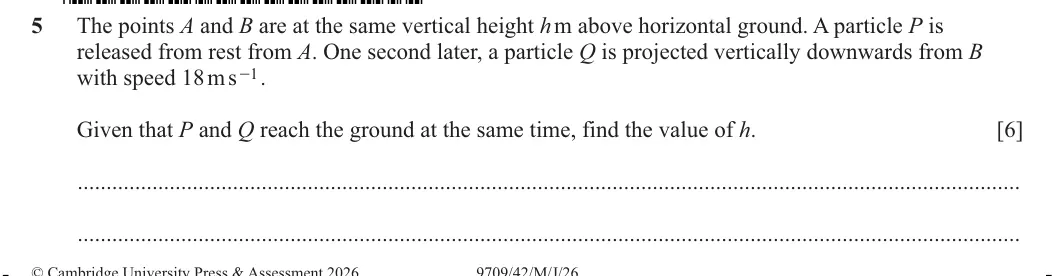 5 The points A and B are at the same vertical height h m above horizontal ground. A particle P is
released from rest from A. One second later, a particle Q is projected vertically downwards from B
with speed 18 m s⁻¹.
Given that P and Q reach the ground at the same time, find the value of h. [6]
© Cambridge University Press & Assessment 2026 9709/42/M/J/26